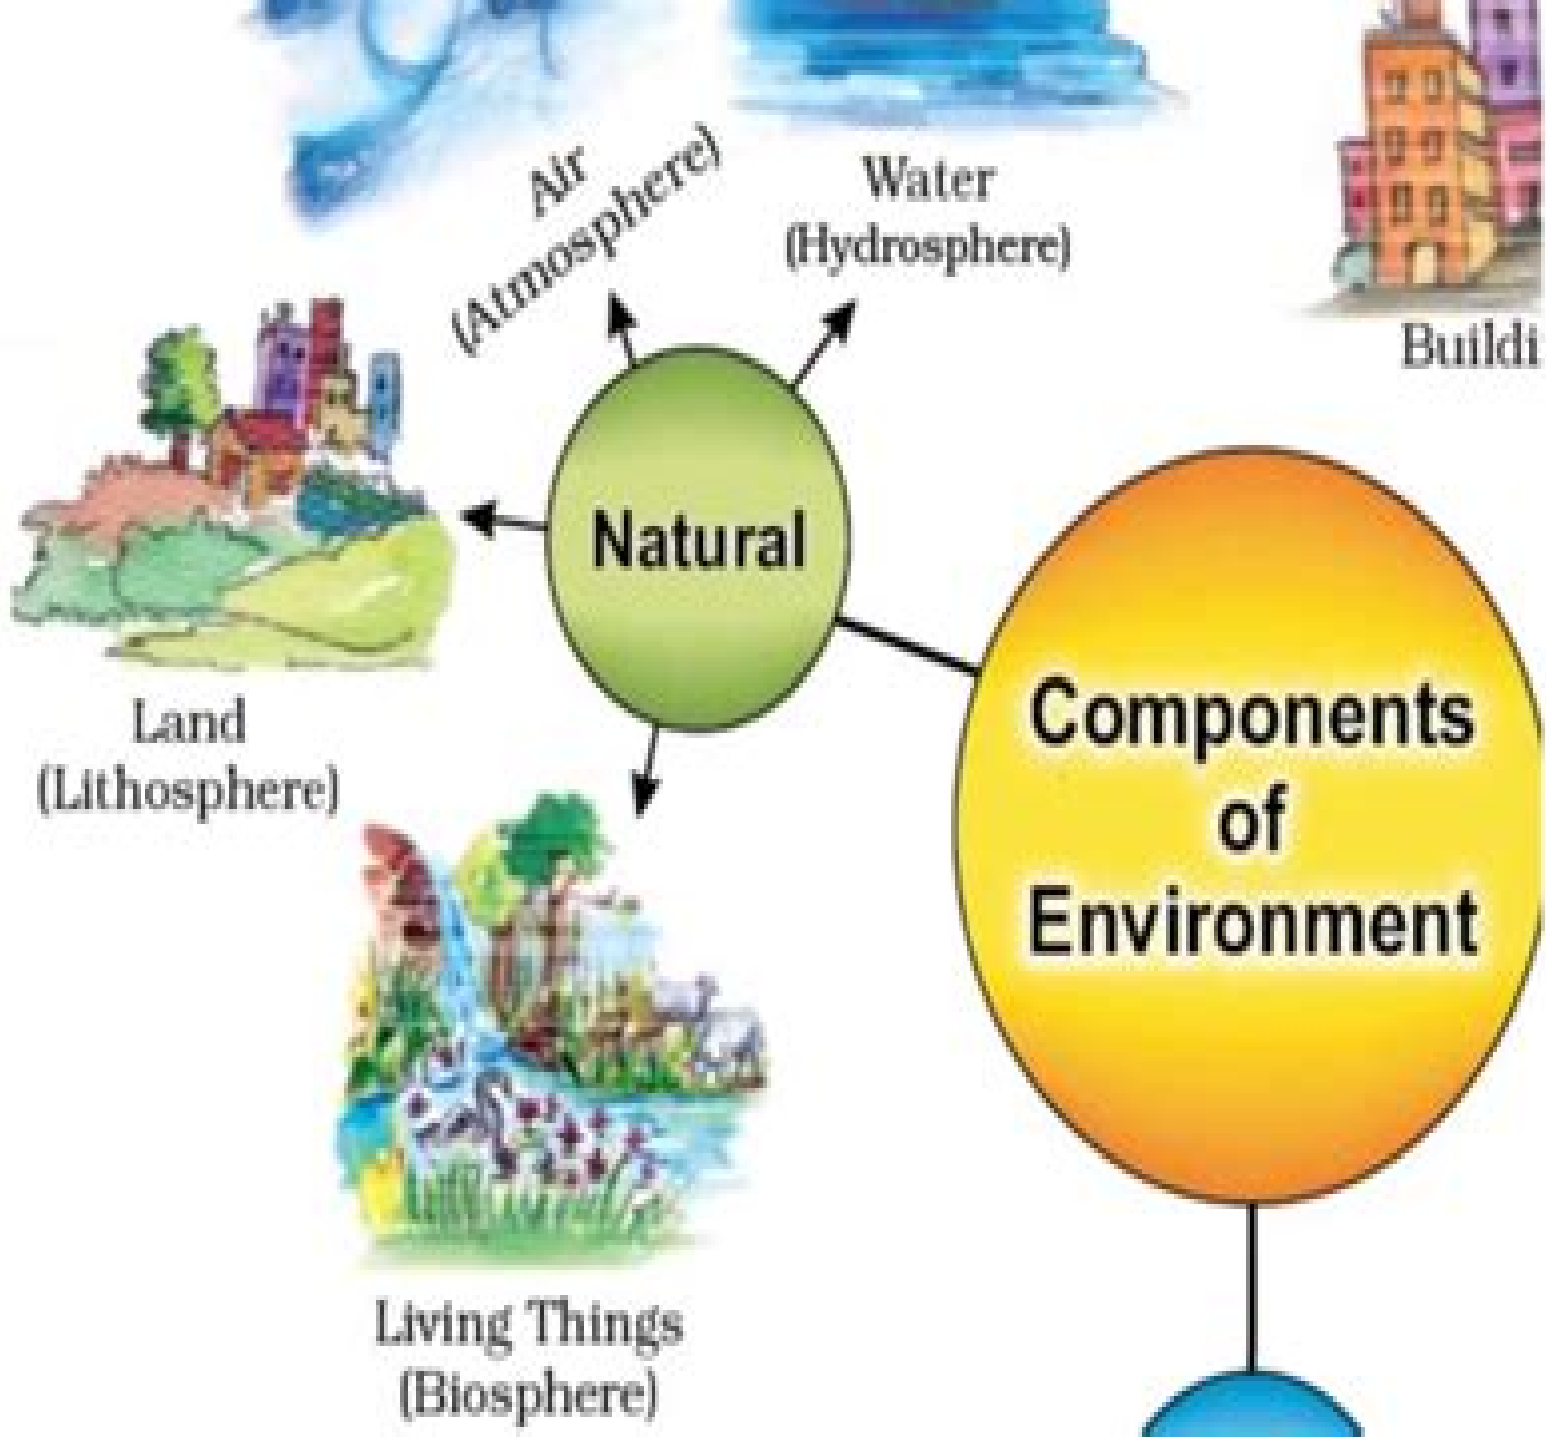 Air
(Atmosphere)
Water
(Hydrosphere)
Buildi
Natural
Land
(Lithosphere)
Components
of
Environment
Living Things
(Biosphere)